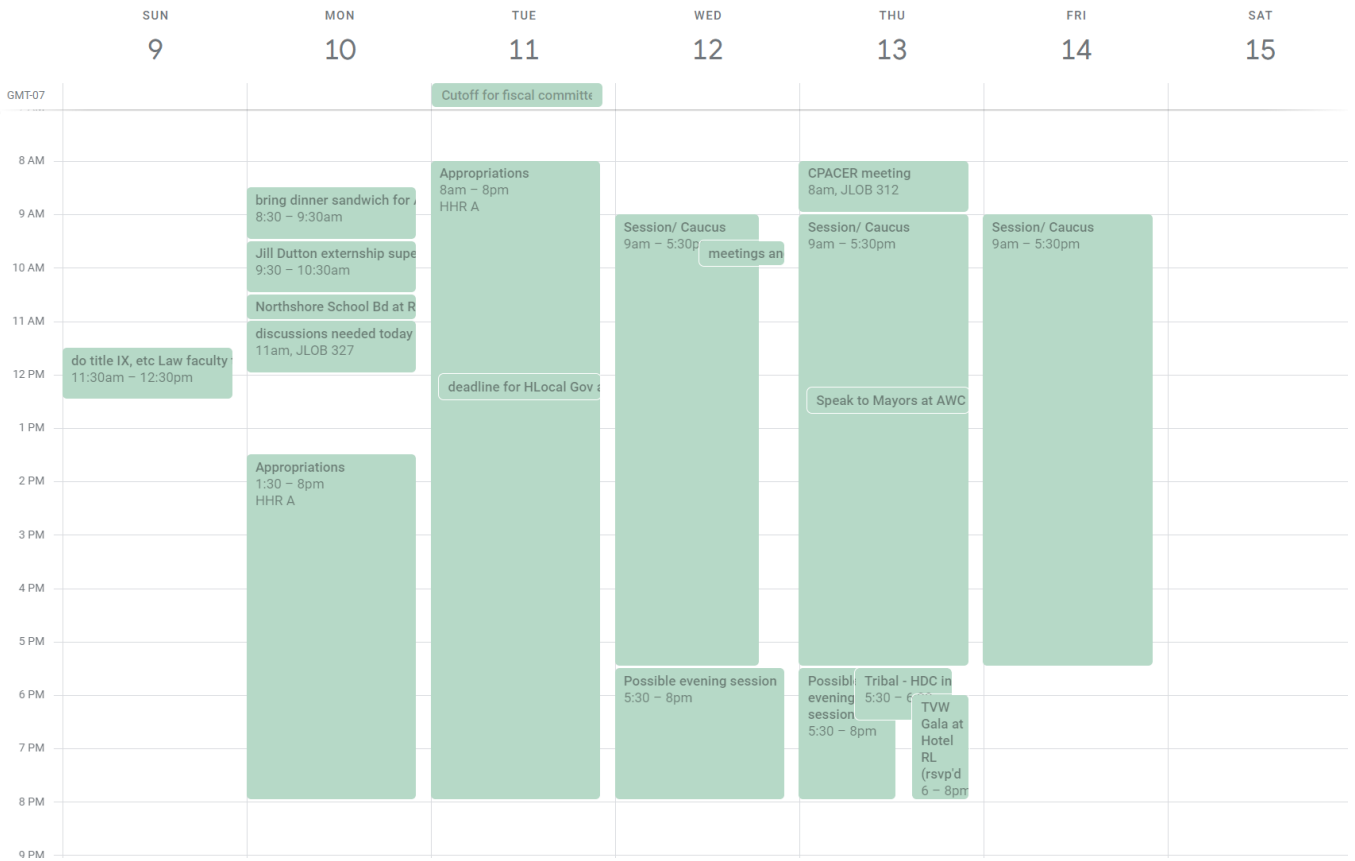 SUN MON TUE WED THU FRI SAT
9 10 11 12 13 14 15
GMT-07
Cutoff for fiscal committe
8 AM
9 AM
10 AM
11 AM
12 PM
1 PM
2 PM
3 PM
4 PM
5 PM
6 PM
7 PM
8 PM
9 PM
do title IX, etc Law faculty
11:30am – 12:30pm
bring dinner sandwich for
8:30 – 9:30am
Jill Dutton externship supe
9:30 – 10:30am
Northshore School Bd at R
discussions needed today
11am, JLOB 327
Appropriations
1:30 – 8pm
HHR A
Appropriations
8am – 8pm
HHR A
deadline for HLocal Gov
Session/ Caucus
9am – 5:30p
meetings an
Possible evening session
5:30 – 8pm
CPACER meeting
8am, JLOB 312
Session/ Caucus
9am – 5:30pm
Speak to Mayors at AWC
Possibl
evening
session
5:30 – 8pm
Tribal - HDC in
5:30 – 6
TVW
Gala at
Hotel
RL
(rsvp'd
6 – 8pm
Session/ Caucus
9am – 5:30pm